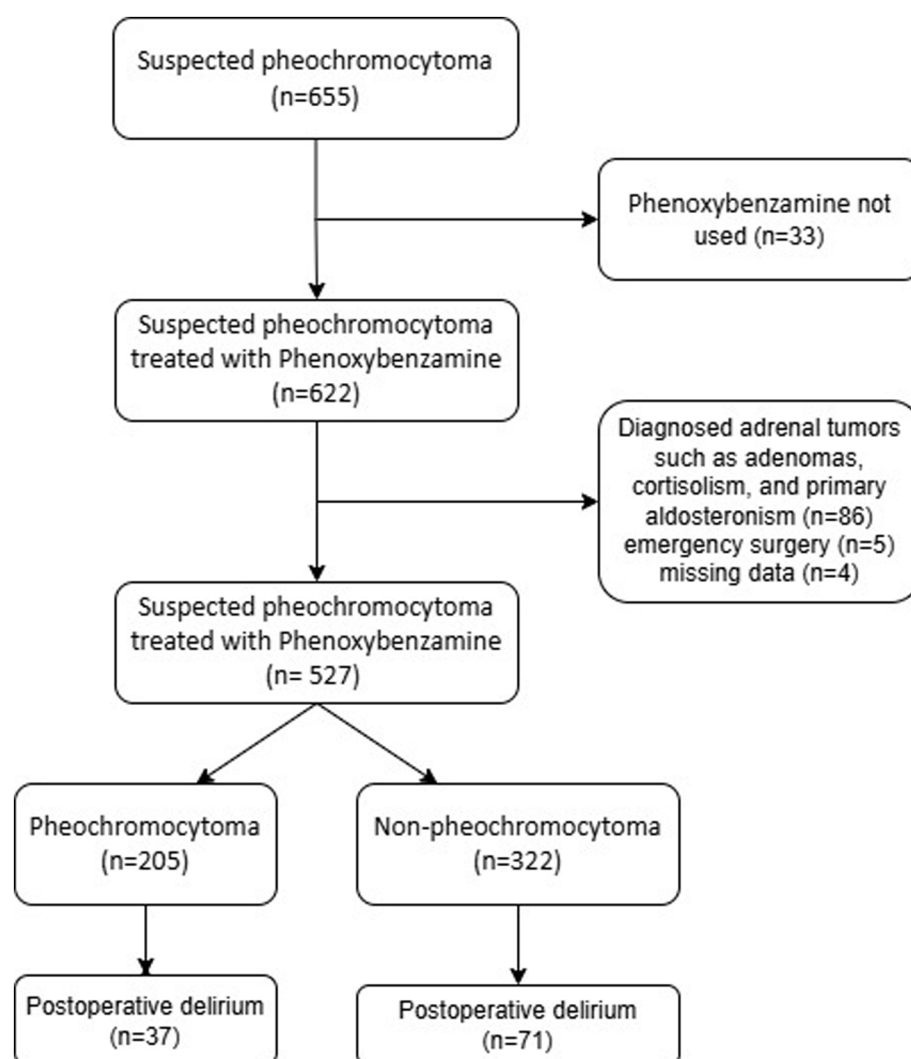 Suspected pheochromocytoma
(n=655)
Phenoxybenzamine not
used (n=33)
Suspected pheochromocytoma
treated with Phenoxybenzamine
(n=622)
Diagnosed adrenal tumors
such as adenomas,
cortisolism, and primary
aldosteronism (n=86)
emergency surgery (n=5)
missing data (n=4)
Suspected pheochromocytoma
treated with Phenoxybenzamine
(n= 527)
Pheochromocytoma
(n=205)
Non-pheochromocytoma
(n=322)
Postoperative delirium
(n=37)
Postoperative delirium
(n=71)